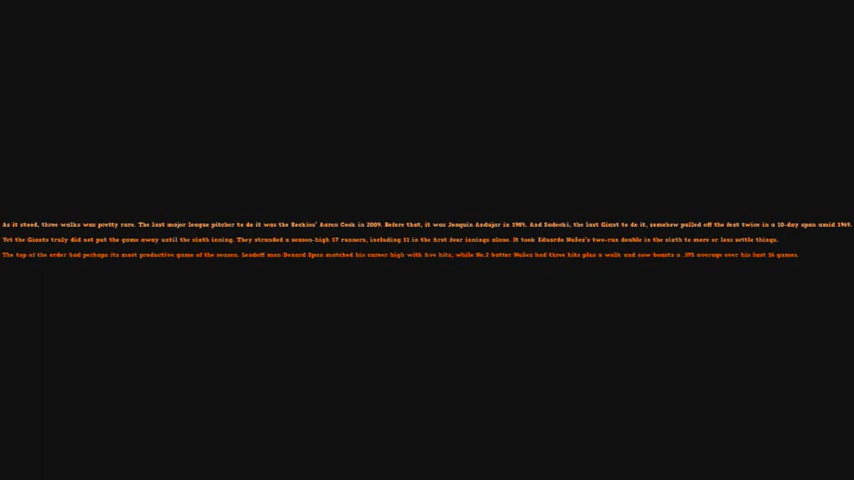 As it stood, three walks was pretty rare. The last major league pitcher to do it was the Rockies' Aaron Cook in 2009. Before that, it was Joaquin Andujar in 1985. And Sadecki, the last Giant to do it, somehow pulled off the feat twice in a 10-day span amid 1969.
Yet the Giants truly did not put the game away until the sixth inning. They stranded a season-high 17 runners, including 11 in the first four innings alone. It took Eduardo Nuñez's two-run double in the sixth to more or less settle things.
The top of the order had perhaps its most productive game of the season. Leadoff man Denard Span matched his career high with five hits, while No.2 batter Nuñez had three hits plus a walk and now boasts a .375 average over his last 16 games.